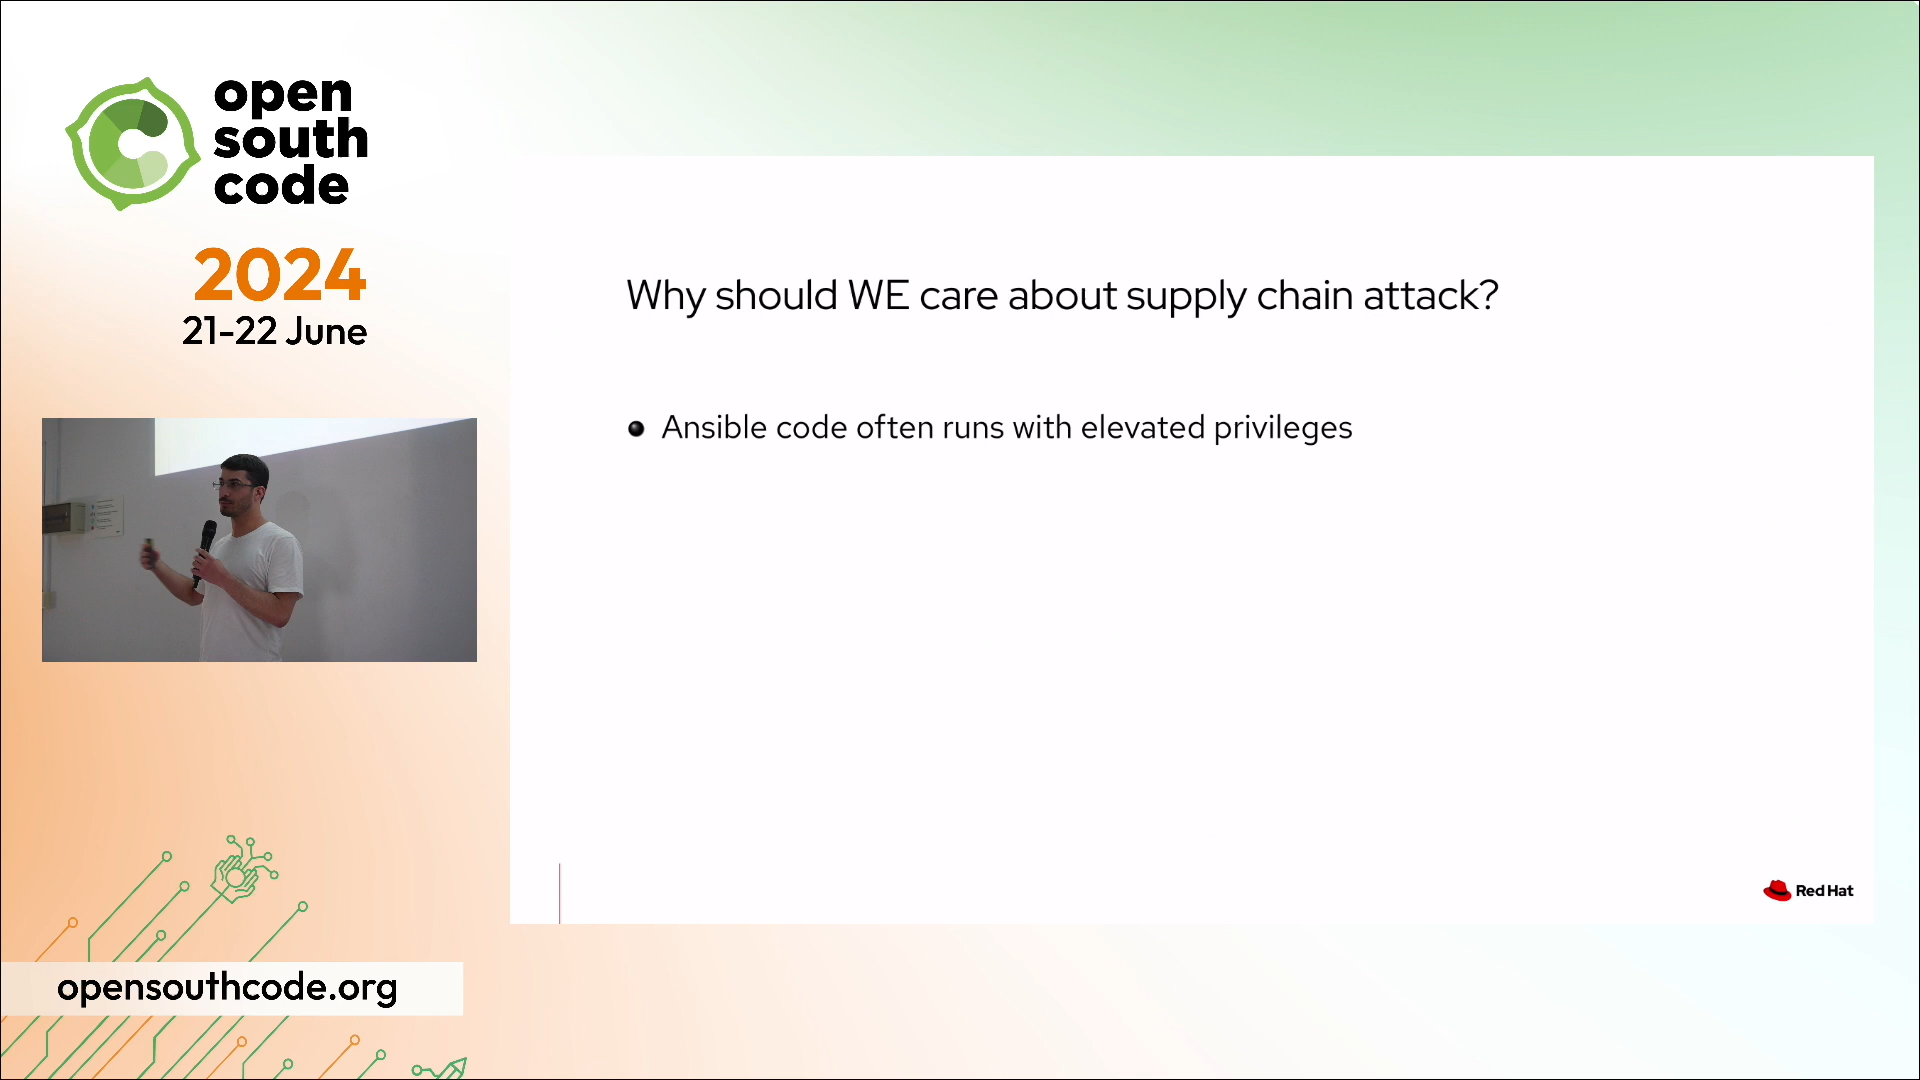 open
south
code
2024
21-22 June
Why should WE care about supply chain attack?
Ansible code often runs with elevated privileges
Red Hat
opensouthcode.org